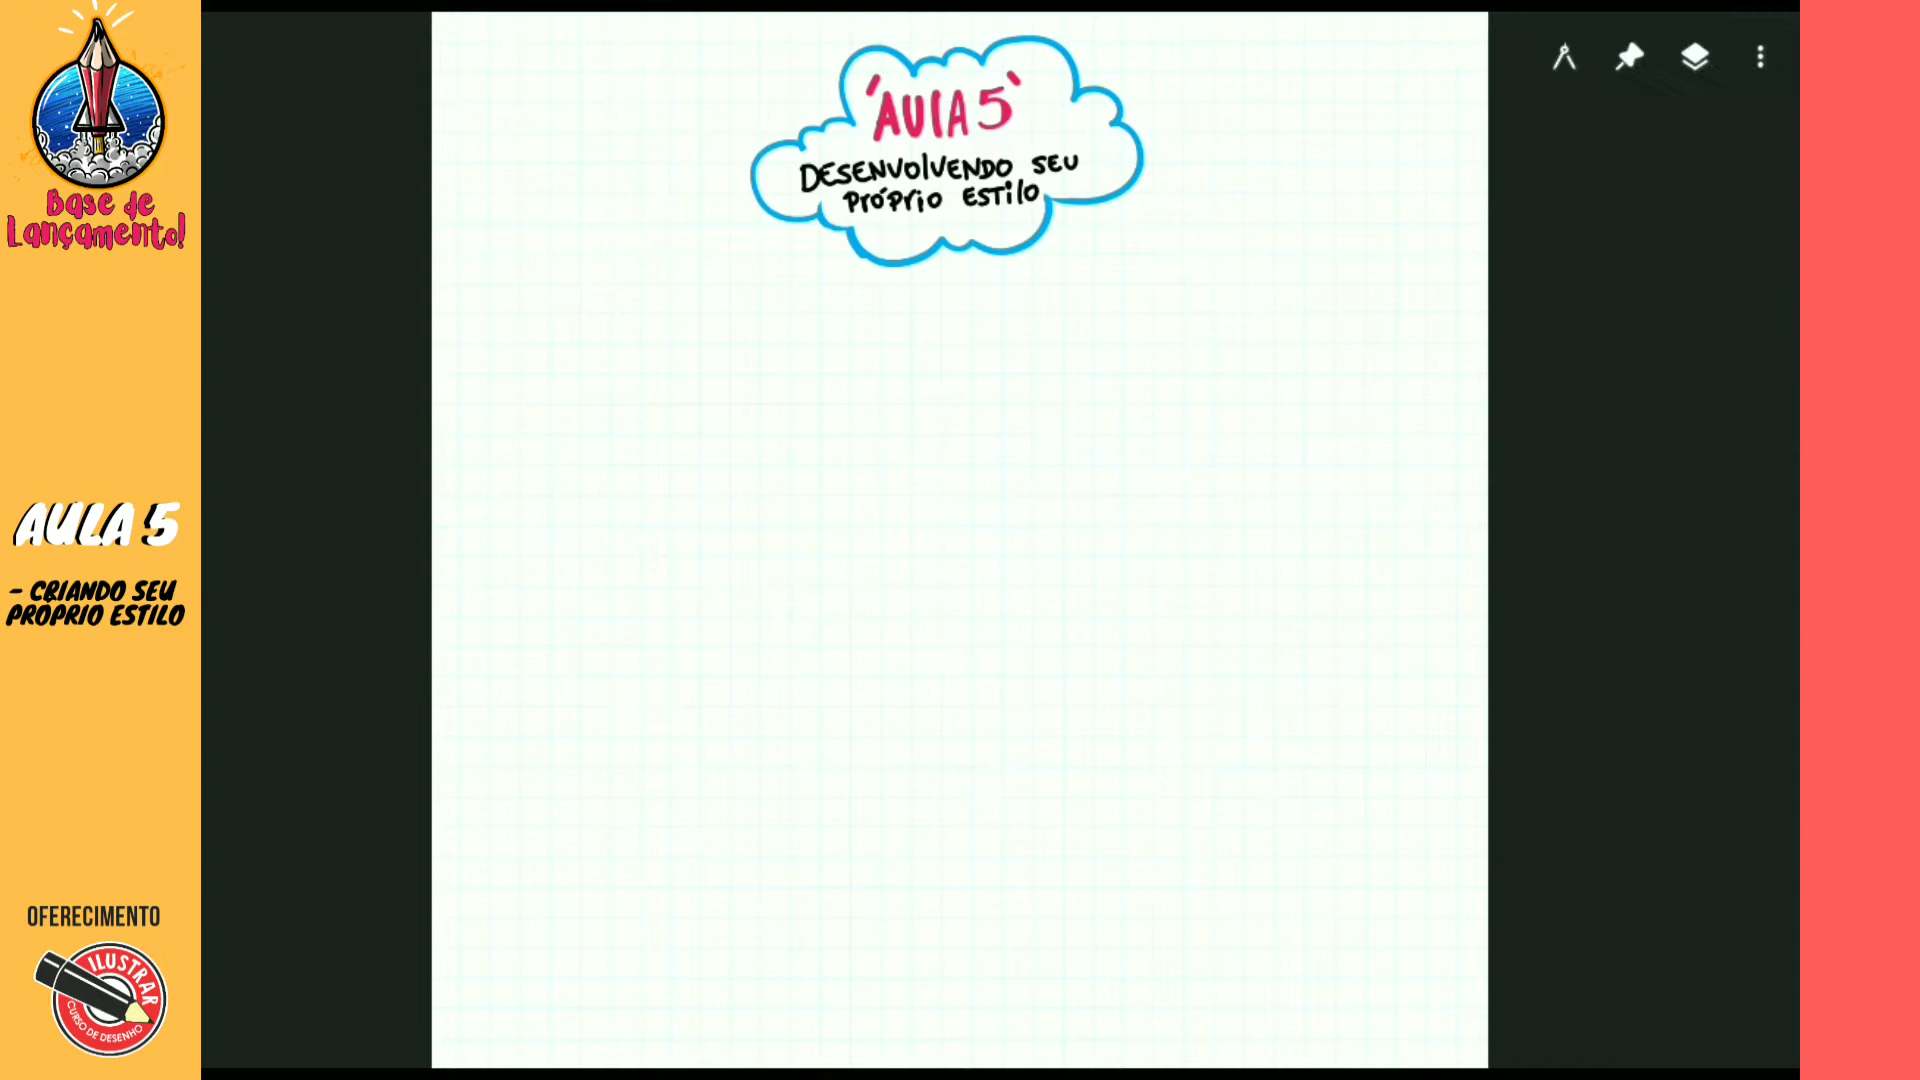 Base de
Lançamento!
AULA 5
- CRIANDO SEU
PRÓPRIO ESTILO
OFERECIMENTO
ILUSTRAR
CURSO DE DESENHO
'AULA 5'
DESENVOLVENDO SEU
PRÓPRIO ESTILO